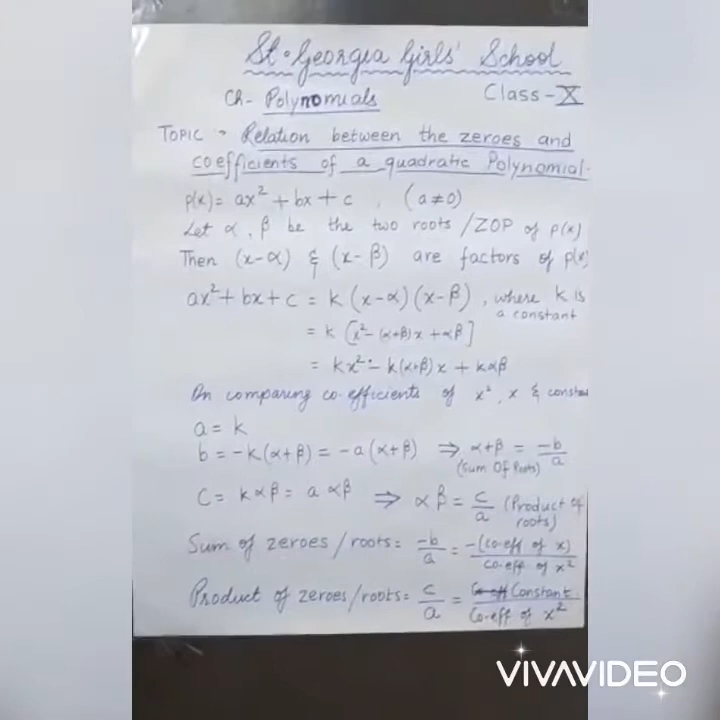 St. Georgia Girls' School
Ch- Polynomials Class - X
TOPIC - Relation between the zeroes and
coefficients of a quadratic Polynomial.
p(x) = ax² + bx + c , (a ≠ 0)
Let α, β be the two roots / ZOP of p(x)
Then (x-α) & (x-β) are factors of p(x)
ax² + bx + c = k (x-α) (x-β) , where k is
a constant
= k [x² - (α+β)x + αβ]
= kx² - k(α+β)x + kαβ
On comparing co-efficients of x², x &
a = k
b = -k(α+β) = -a(α+β) ⇒ α+β = -b/a
(Sum Of Roots)
C = kαβ = aαβ ⇒ αβ = c/a (Product of
roots)
Sum of zeroes / roots = -b/a = -(co-eff of x)/co-eff of x²
Product of zeroes/roots = c/a = Constant/Co-eff of x²
VIVAVIDEO